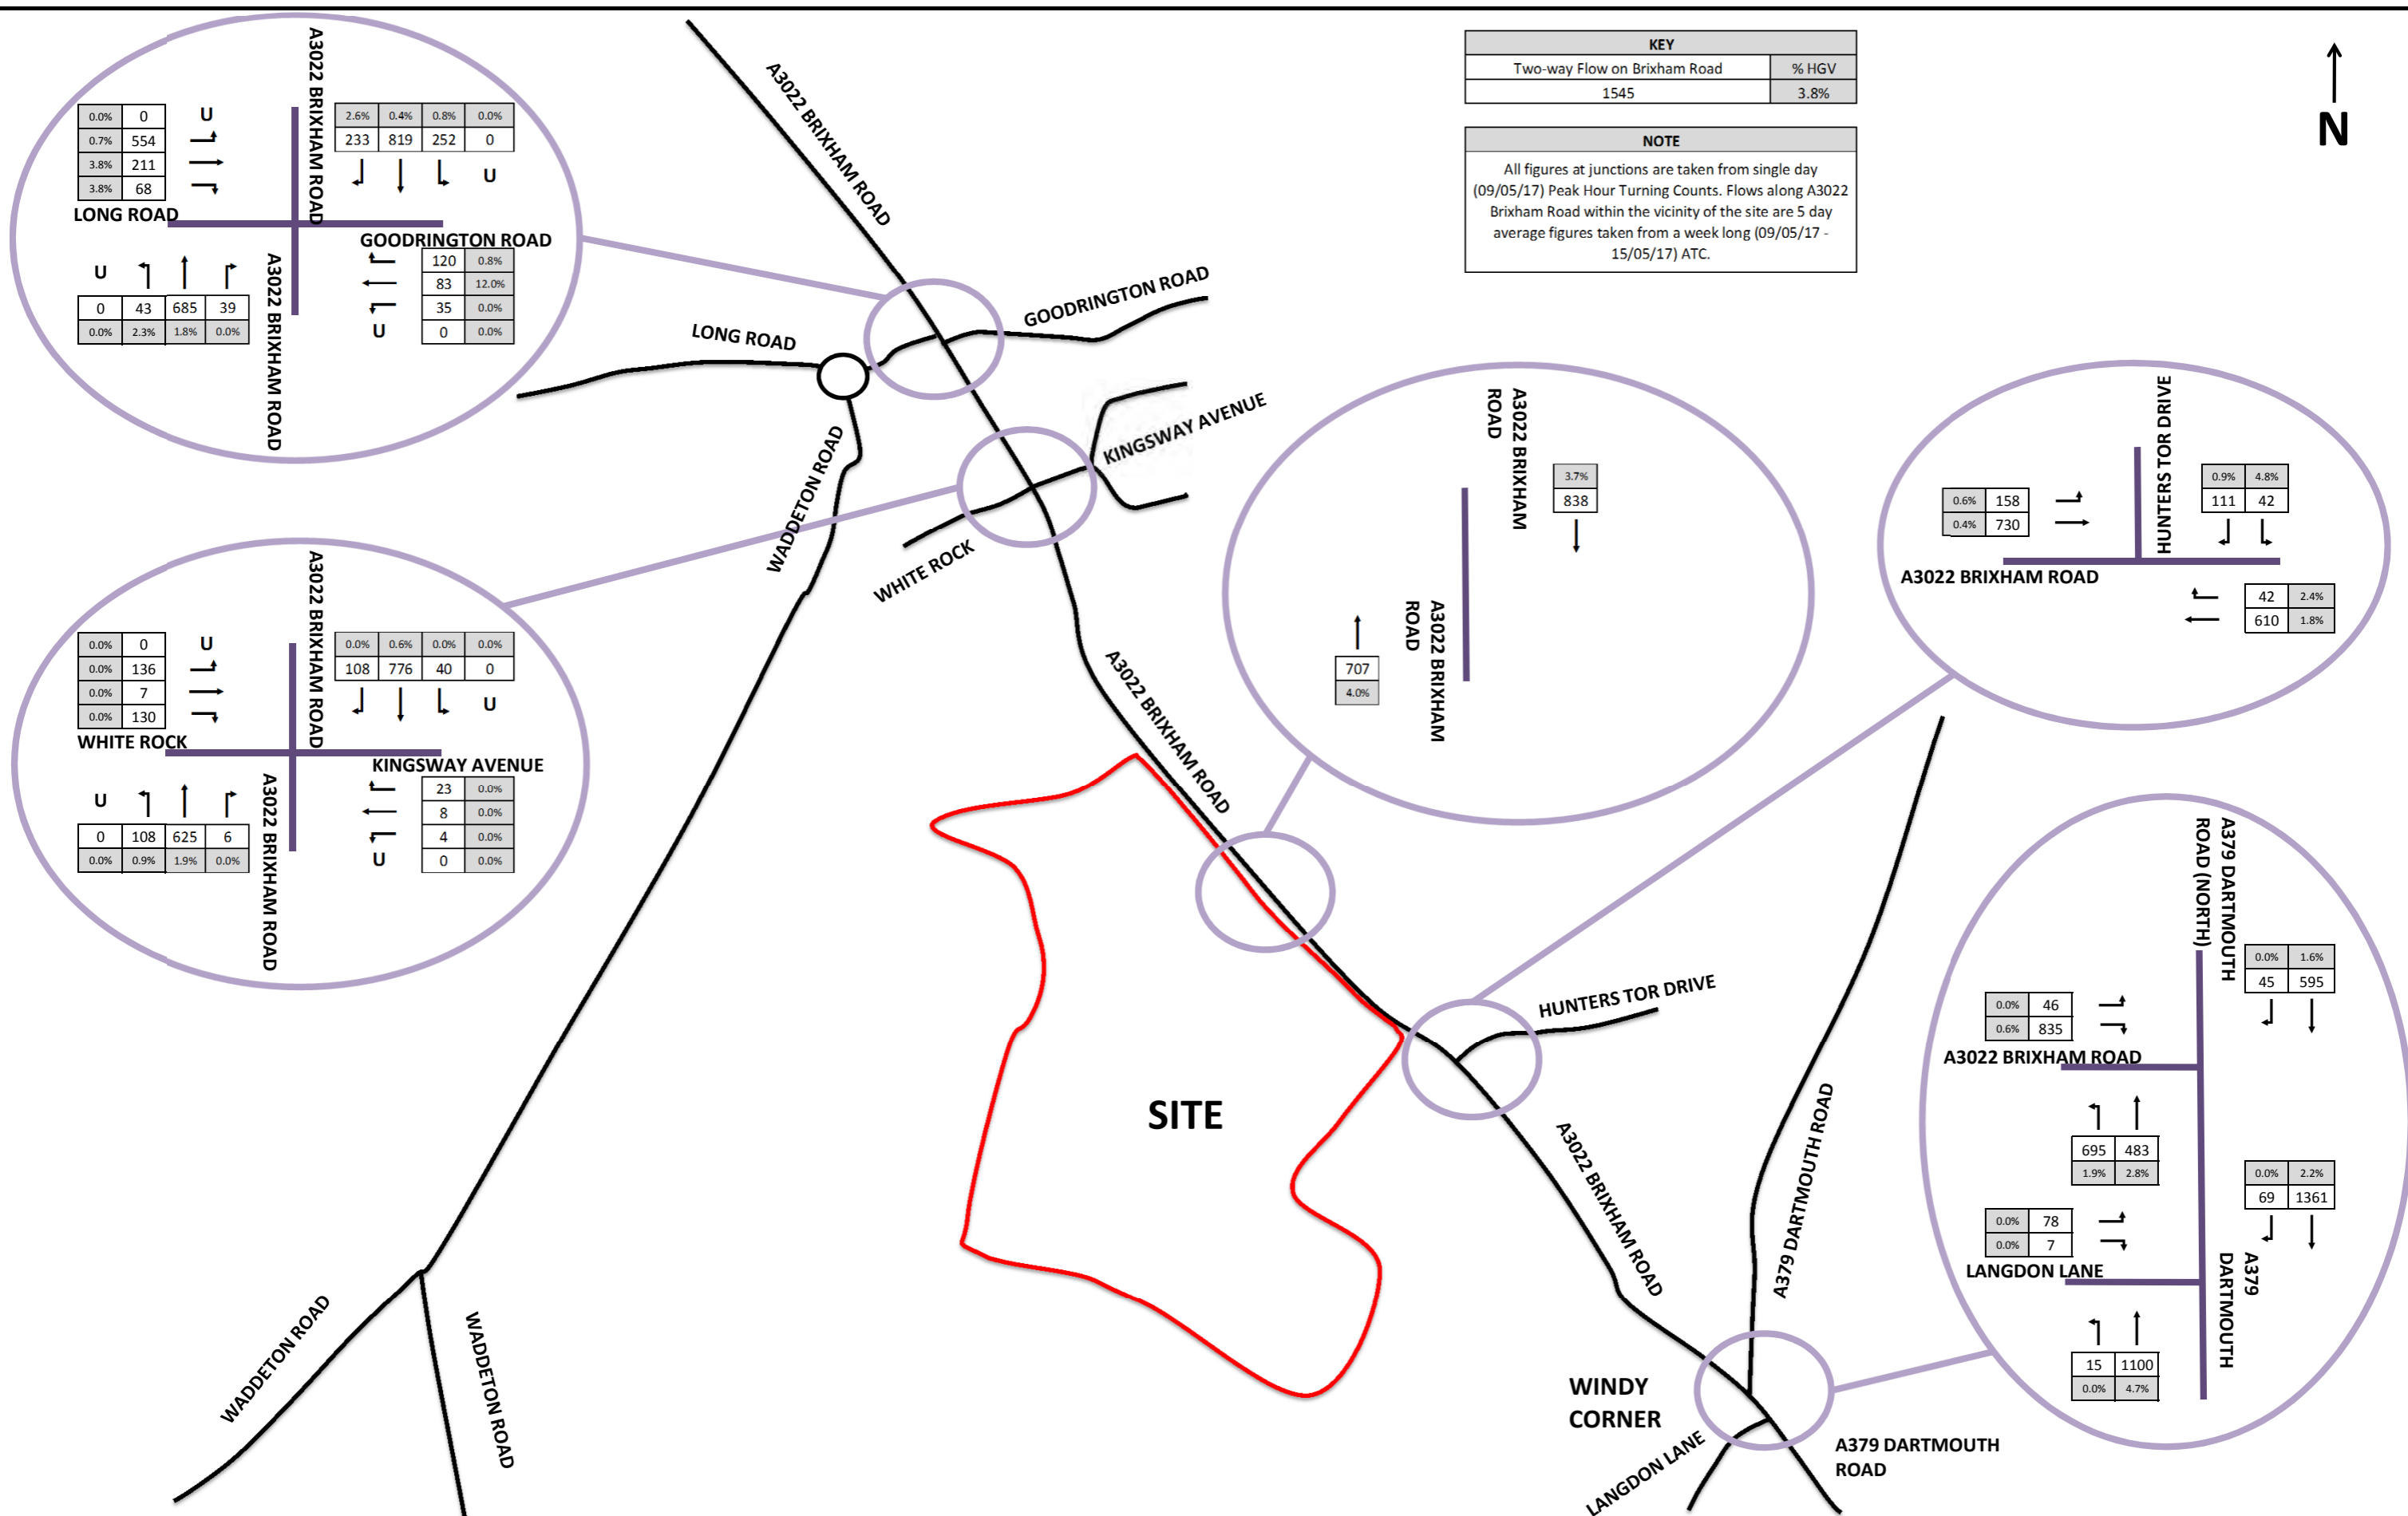 KEY
Two-way Flow on Brixham Road % HGV
1545 3.8%
NOTE
All figures at junctions are taken from single day
(09/05/17) Peak Hour Turning Counts. Flows along A3022
Brixham Road within the vicinity of the site are 5 day
average figures taken from a week long (09/05/17 -
15/05/17) ATC.
N
A3022 BRIXHAM ROAD
0.0% 0 U
0.7% 554
3.8% 211
3.8% 68
LONG ROAD
2.6% 0.4% 0.8% 0.0%
233 819 252 0
U
GOODRINGTON ROAD
120 0.8%
83 12.0%
35 0.0%
U 0 0.0%
U
0 43 685 39
0.0% 2.3% 1.8% 0.0%
A3022 BRIXHAM ROAD
A3022 BRIXHAM ROAD
0.0% 0 U
0.0% 136
0.0% 7
0.0% 130
WHITE ROCK
0.0% 0.6% 0.0% 0.0%
108 776 40 0
U
KINGSWAY AVENUE
23 0.0%
8 0.0%
4 0.0%
U 0 0.0%
U
0 108 625 6
0.0% 0.9% 1.9% 0.0%
A3022 BRIXHAM ROAD
A3022 BRIXHAM ROAD
GOODRINGTON ROAD
LONG ROAD
KINGSWAY AVENUE
WADDETON ROAD
WHITE ROCK
A3022 BRIXHAM ROAD
A3022 BRIXHAM
ROAD
3.7%
838
707
4.0%
A3022 BRIXHAM
ROAD
HUNTERS TOR DRIVE
0.6% 158
0.4% 730
0.9% 4.8%
111 42
A3022 BRIXHAM ROAD
42 2.4%
610 1.8%
A379 DARTMOUTH
ROAD (NORTH)
0.0% 1.6%
45 595
0.0% 46
0.6% 835
A3022 BRIXHAM ROAD
695 483
1.9% 2.8%
0.0% 2.2%
69 1361
0.0% 78
0.0% 7
LANGDON LANE
A379
DARTMOUTH
15 1100
0.0% 4.7%
HUNTERS TOR DRIVE
SITE
A3022 BRIXHAM ROAD
A379 DARTMOUTH ROAD
WADDETON ROAD
WADDETON ROAD
WINDY
CORNER
LANGDON LANE
A379 DARTMOUTH
ROAD